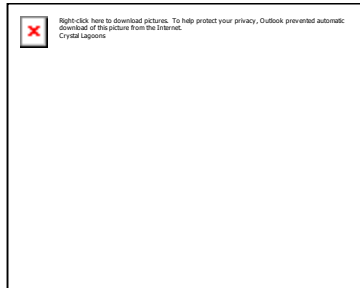 Right-click here to download pictures. To help protect your privacy, Outlook prevented automatic
download of this picture from the Internet.
Crystal Lagoons